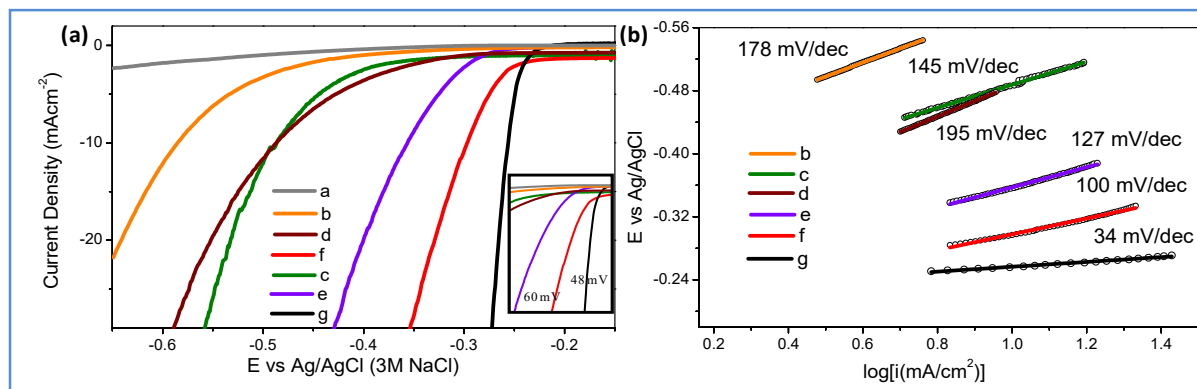 (a)
0
-10
-20
Current Density (mAcm⁻²)
a
b
d
f
c
e
g
60 mV
48 mV
-0.6
-0.5
-0.4
-0.3
-0.2
E vs Ag/AgCl (3M NaCl)
(b)
-0.56
-0.48
-0.40
-0.32
-0.24
E vs Ag/AgCl
178 mV/dec
145 mV/dec
195 mV/dec
127 mV/dec
100 mV/dec
34 mV/dec
b
c
d
e
f
g
0.2
0.4
0.6
0.8
1.0
1.2
1.4
log[i(mA/cm²)]